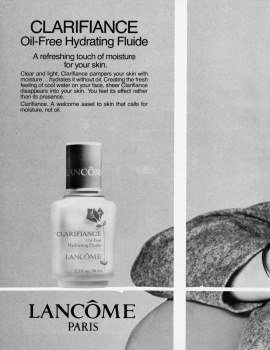 CLARIFIANCE
Oil-Free Hydrating Fluide
A refreshing touch of moisture
for your skin.
Clear and light, Clarifiance pampers your skin with
moisture...hydrates it without oil. Creating the fresh
feeling of cool water on your face, sheer Clarifiance
disappears into your skin. You feel its effect rather
than its presence.
Clarifiance. A welcome asset to skin that calls for
moisture, not oil.
LANCÔME
CLARIFIANCE
Oil-Free
Hydrating Fluide
LANCÔME
LANCÔME
PARIS